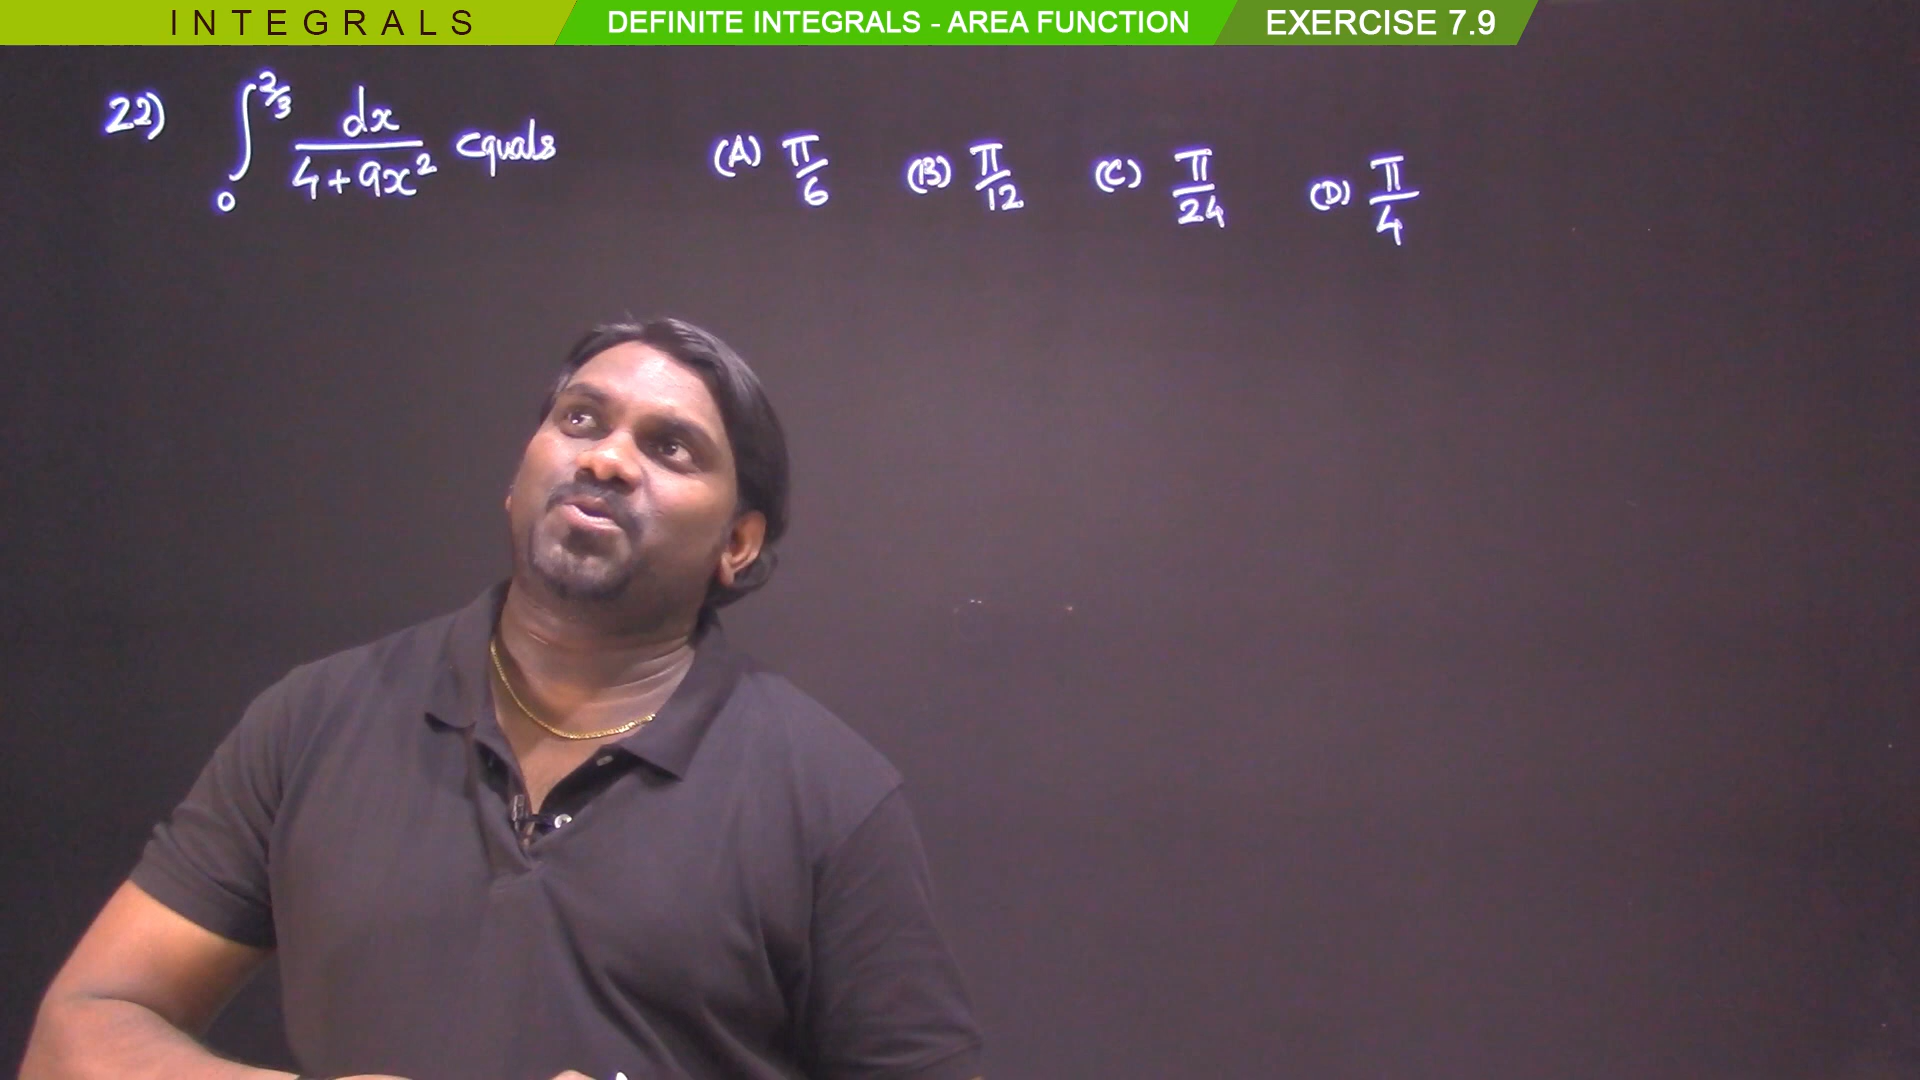 INTEGRALS
DEFINITE INTEGRALS - AREA FUNCTION
EXERCISE 7.9
22) ∫₀^{2/3} dx/(4+9x²) equals (A) π/6 (B) π/12 (C) π/24 (D) π/4